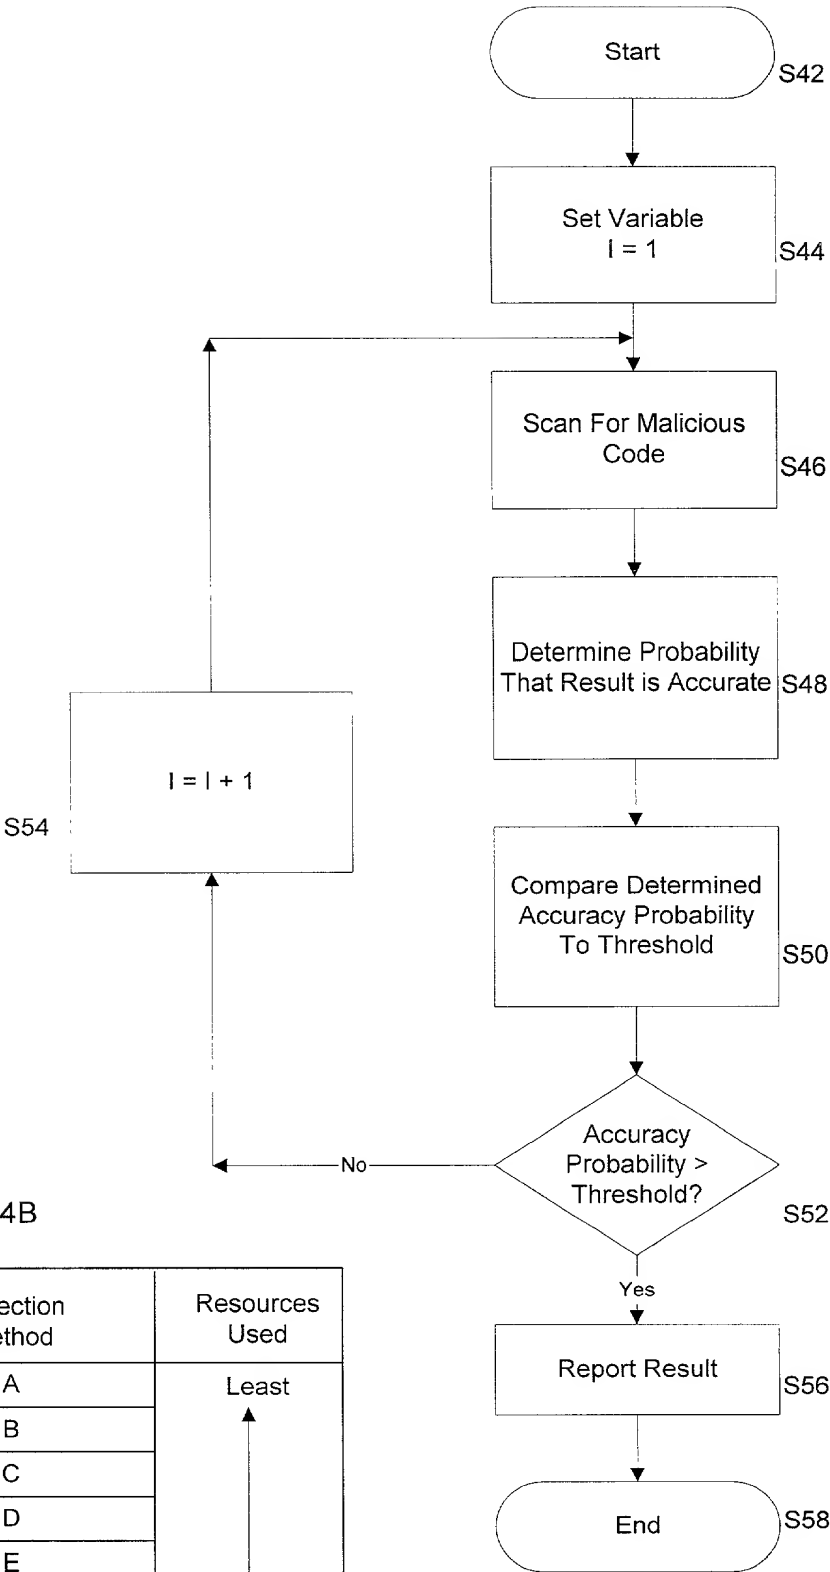 Start
S42
Set Variable
I = 1
S44
Scan For Malicious
Code
S46
Determine Probability
That Result is Accurate
S48
I = I + 1
S54
Compare Determined
Accuracy Probability
To Threshold
S50
Accuracy
Probability >
Threshold?
S52
No
Yes
Report Result
S56
End
S58
4B
ection
ethod
Resources
Used
A
Least
B
C
D
E